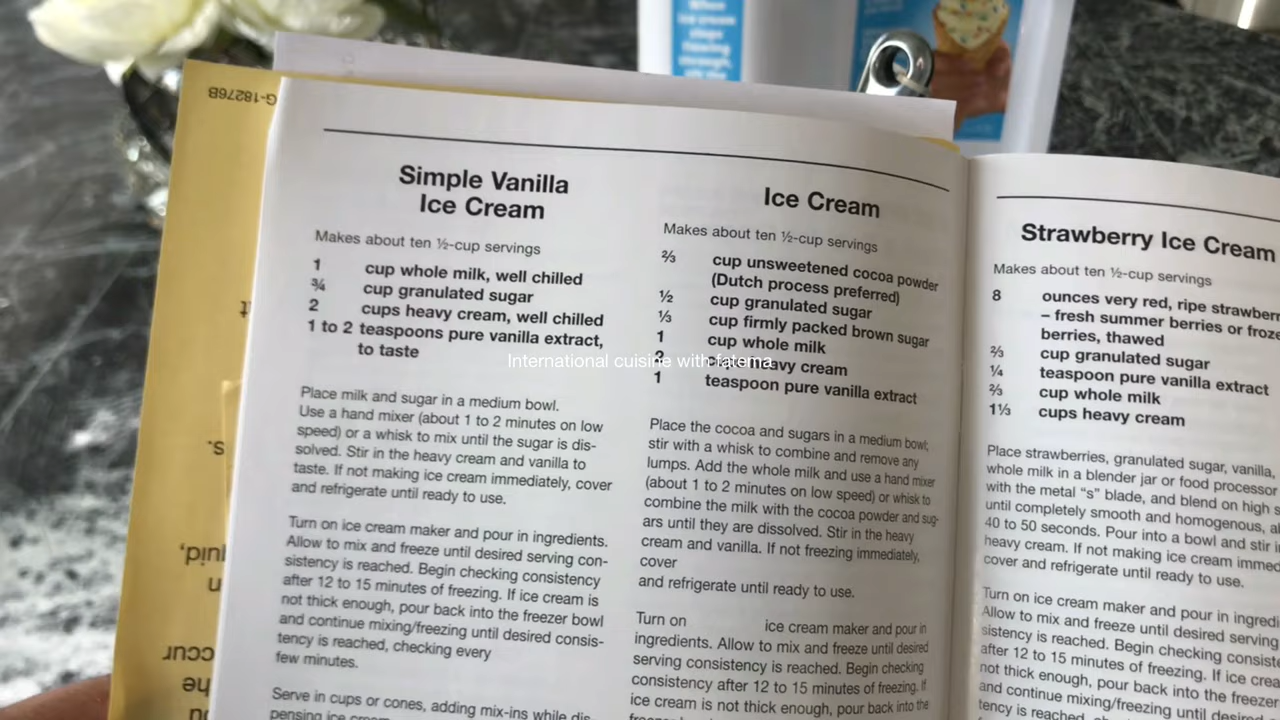 G-18276B
When
ice cream
stops
flowing
through,
Simple Vanilla
Ice Cream
Makes about ten ½-cup servings
1 cup whole milk, well chilled
¾ cup granulated sugar
2 cups heavy cream, well chilled
1 to 2 teaspoons pure vanilla extract,
to taste
Place milk and sugar in a medium bowl.
Use a hand mixer (about 1 to 2 minutes on low
speed) or a whisk to mix until the sugar is dis-
solved. Stir in the heavy cream and vanilla to
taste. If not making ice cream immediately, cover
and refrigerate until ready to use.
Turn on ice cream maker and pour in ingredients.
Allow to mix and freeze until desired serving con-
sistency is reached. Begin checking consistency
after 12 to 15 minutes of freezing. If ice cream is
not thick enough, pour back into the freezer bowl
and continue mixing/freezing until desired consis-
tency is reached, checking every
few minutes.
Serve in cups or cones, adding mix-ins while dis-
pensing ice cream.
Ice Cream
Makes about ten ½-cup servings
⅔ cup unsweetened cocoa powder
(Dutch process preferred)
½ cup granulated sugar
⅓ cup firmly packed brown sugar
1 cup whole milk
2 cups heavy cream
1 teaspoon pure vanilla extract
International cuisine with fatema
Place the cocoa and sugars in a medium bowl;
stir with a whisk to combine and remove any
lumps. Add the whole milk and use a hand mixer
(about 1 to 2 minutes on low speed) or whisk to
combine the milk with the cocoa powder and sug-
ars until they are dissolved. Stir in the heavy
cream and vanilla. If not freezing immediately,
cover
and refrigerate until ready to use.
Turn on ice cream maker and pour in
ingredients. Allow to mix and freeze until desired
serving consistency is reached. Begin checking
consistency after 12 to 15 minutes of freezing. If
ice cream is not thick enough, pour back into the
Strawberry Ice Cream
Makes about ten ½-cup servings
8 ounces very red, ripe strawberr
– fresh summer berries or froze
berries, thawed
⅔ cup granulated sugar
¼ teaspoon pure vanilla extract
⅔ cup whole milk
1⅓ cups heavy cream
Place strawberries, granulated sugar, vanilla,
whole milk in a blender jar or food processor
with the metal “s” blade, and blend on high s
until completely smooth and homogenous, a
40 to 50 seconds. Pour into a bowl and stir i
heavy cream. If not making ice cream immed
cover and refrigerate until ready to use.
Turn on ice cream maker and pour in ingredi
Allow to mix and freeze until desired serving
sistency is reached. Begin checking consiste
after 12 to 15 minutes of freezing. If ice crea
not thick enough, pour back into the freezer
and continue mixing/freezing until desired
tency is reached,